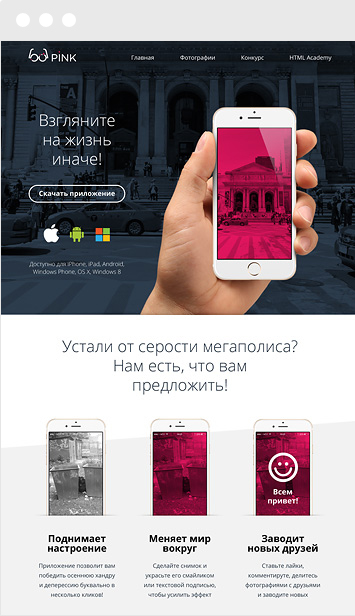 PINK
Главная Фотографии Конкурс HTML Academy
Взгляните
на жизнь
иначе!
Скачать приложение
Доступно для iPhone, iPad, Android,
Windows Phone, OS X, Windows 8
Устали от серости мегаполиса?
Нам есть, что вам
предложить!
Всем
привет!
Поднимает
настроение
Приложение позволит вам
победить осеннюю хандру
и депрессию буквально в
несколько кликов!
Меняет мир
вокруг
Сделайте снимок и
украсьте его смайликом
или текстовой подписью,
чтобы усилить эффект
Заводит
новых друзей
Ставьте лайки,
комментируте, делитесь
фотографиями с друзьями
и заводите новых